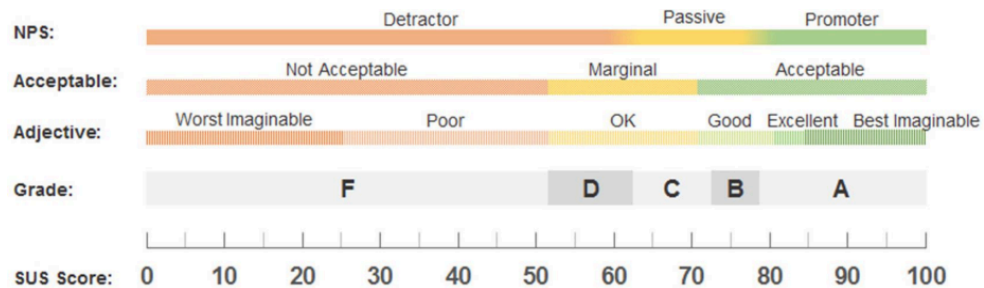 NPS: Detractor Passive Promoter
Acceptable: Not Acceptable Marginal Acceptable
Adjective: Worst Imaginable Poor OK Good Excellent Best Imaginable
Grade: F D C B A
SUS Score: 0 10 20 30 40 50 60 70 80 90 100